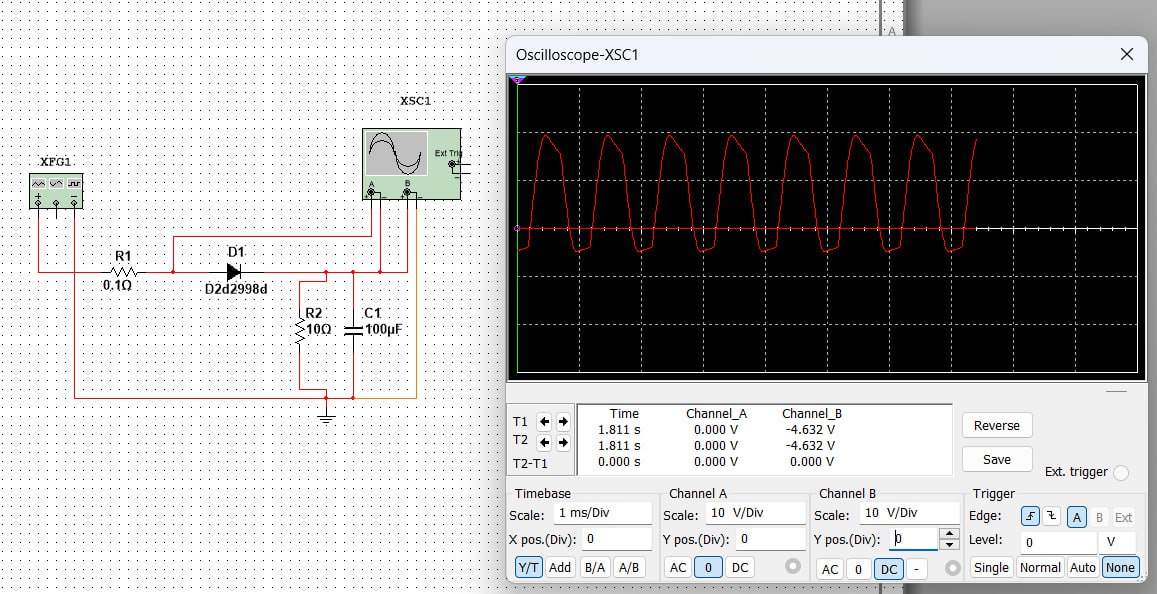 A
Oscilloscope-XSC1
XSC1
Ext Trig
A B
XFG1
R1
0.1Ω
D1
D2d2998d
R2
10Ω
C1
100µF
Time Channel_A Channel_B
T1 1.811 s 0.000 V -4.632 V
T2 1.811 s 0.000 V -4.632 V
T2-T1 0.000 s 0.000 V 0.000 V
Reverse
Save
Ext. trigger
Timebase
Scale: 1 ms/Div
X pos.(Div): 0
Y/T Add B/A A/B
Channel A
Scale: 10 V/Div
Y pos.(Div): 0
AC 0 DC
Channel B
Scale: 10 V/Div
Y pos.(Div): 0
AC 0 DC -
Trigger
Edge: A B Ext
Level: 0 V
Single Normal Auto None